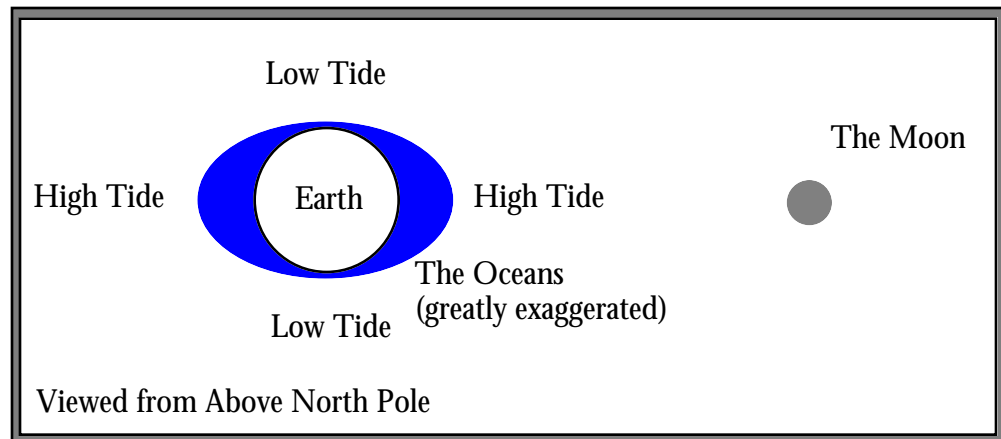 Low Tide
The Moon
High Tide
Earth
High Tide
The Oceans
(greatly exaggerated)
Low Tide
Viewed from Above North Pole